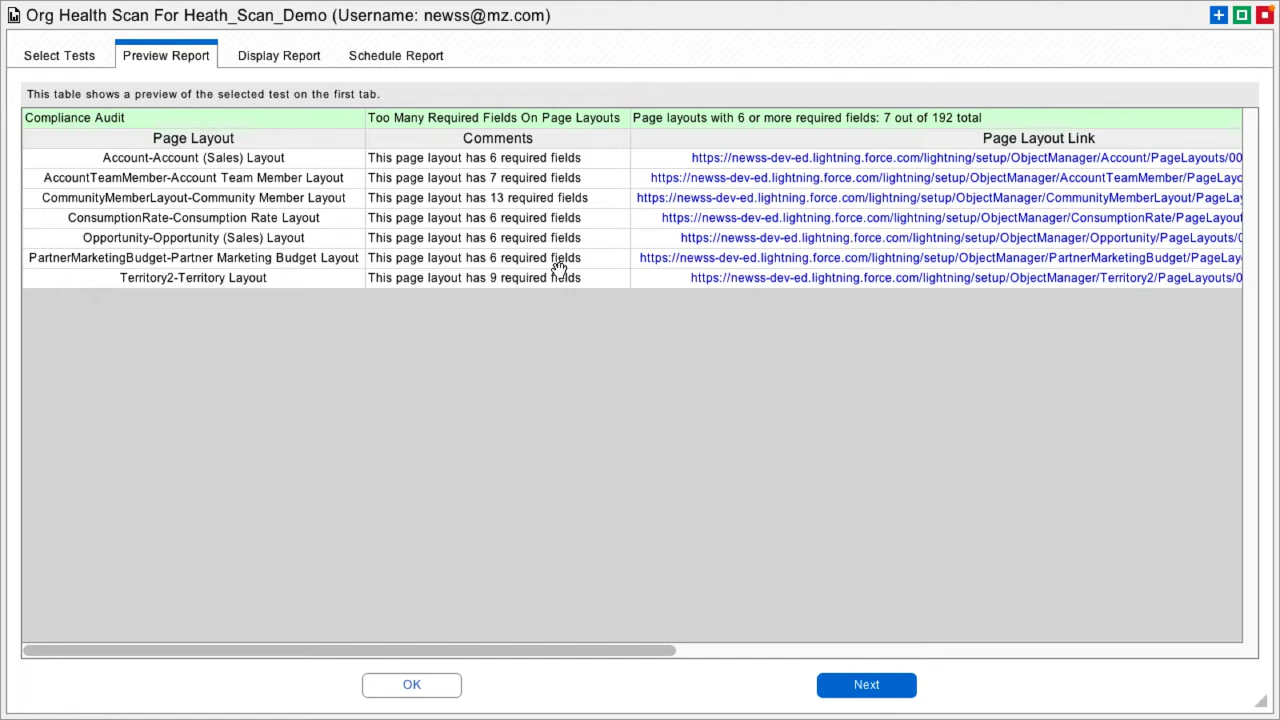 Org Health Scan For Heath_Scan_Demo (Username: newss@mz.com)
Select Tests Preview Report Display Report Schedule Report
This table shows a preview of the selected test on the first tab.
Compliance Audit Too Many Required Fields On Page Layouts Page layouts with 6 or more required fields: 7 out of 192 total
Page Layout Comments Page Layout Link
Account-Account (Sales) Layout This page layout has 6 required fields https://newss-dev-ed.lightning.force.com/lightning/setup/ObjectManager/Account/PageLayouts/00
AccountTeamMember-Account Team Member Layout This page layout has 7 required fields https://newss-dev-ed.lightning.force.com/lightning/setup/ObjectManager/AccountTeamMember/PageLayo
CommunityMemberLayout-Community Member Layout This page layout has 13 required fields https://newss-dev-ed.lightning.force.com/lightning/setup/ObjectManager/CommunityMemberLayout/PageLa
ConsumptionRate-Consumption Rate Layout This page layout has 6 required fields https://newss-dev-ed.lightning.force.com/lightning/setup/ObjectManager/ConsumptionRate/PageLayout
Opportunity-Opportunity (Sales) Layout This page layout has 6 required fields https://newss-dev-ed.lightning.force.com/lightning/setup/ObjectManager/Opportunity/PageLayouts/0
PartnerMarketingBudget-Partner Marketing Budget Layout This page layout has 6 required fields https://newss-dev-ed.lightning.force.com/lightning/setup/ObjectManager/PartnerMarketingBudget/PageLay
Territory2-Territory Layout This page layout has 9 required fields https://newss-dev-ed.lightning.force.com/lightning/setup/ObjectManager/Territory2/PageLayouts/0
OK Next